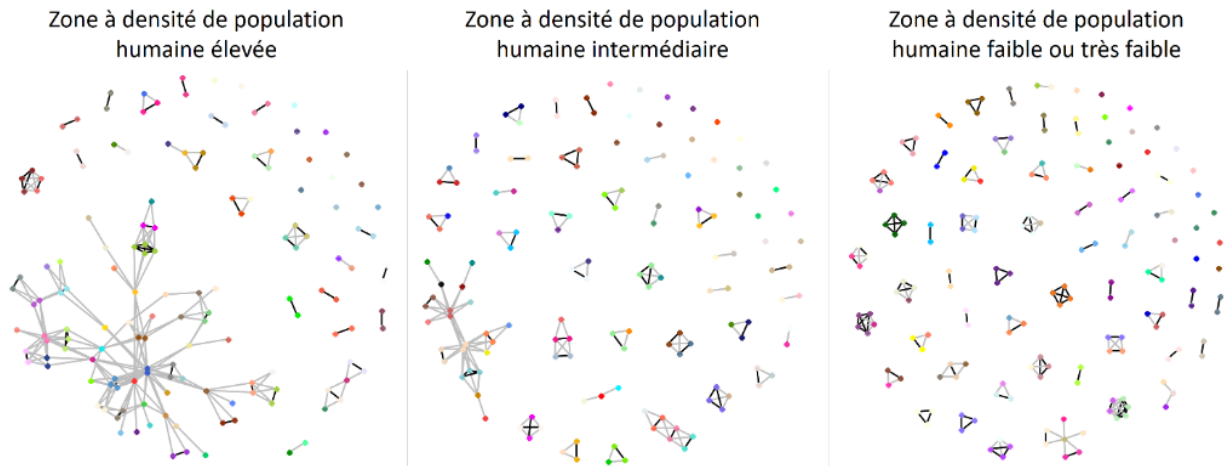 Zone à densité de population
humaine élevée
Zone à densité de population
humaine intermédiaire
Zone à densité de population
humaine faible ou très faible